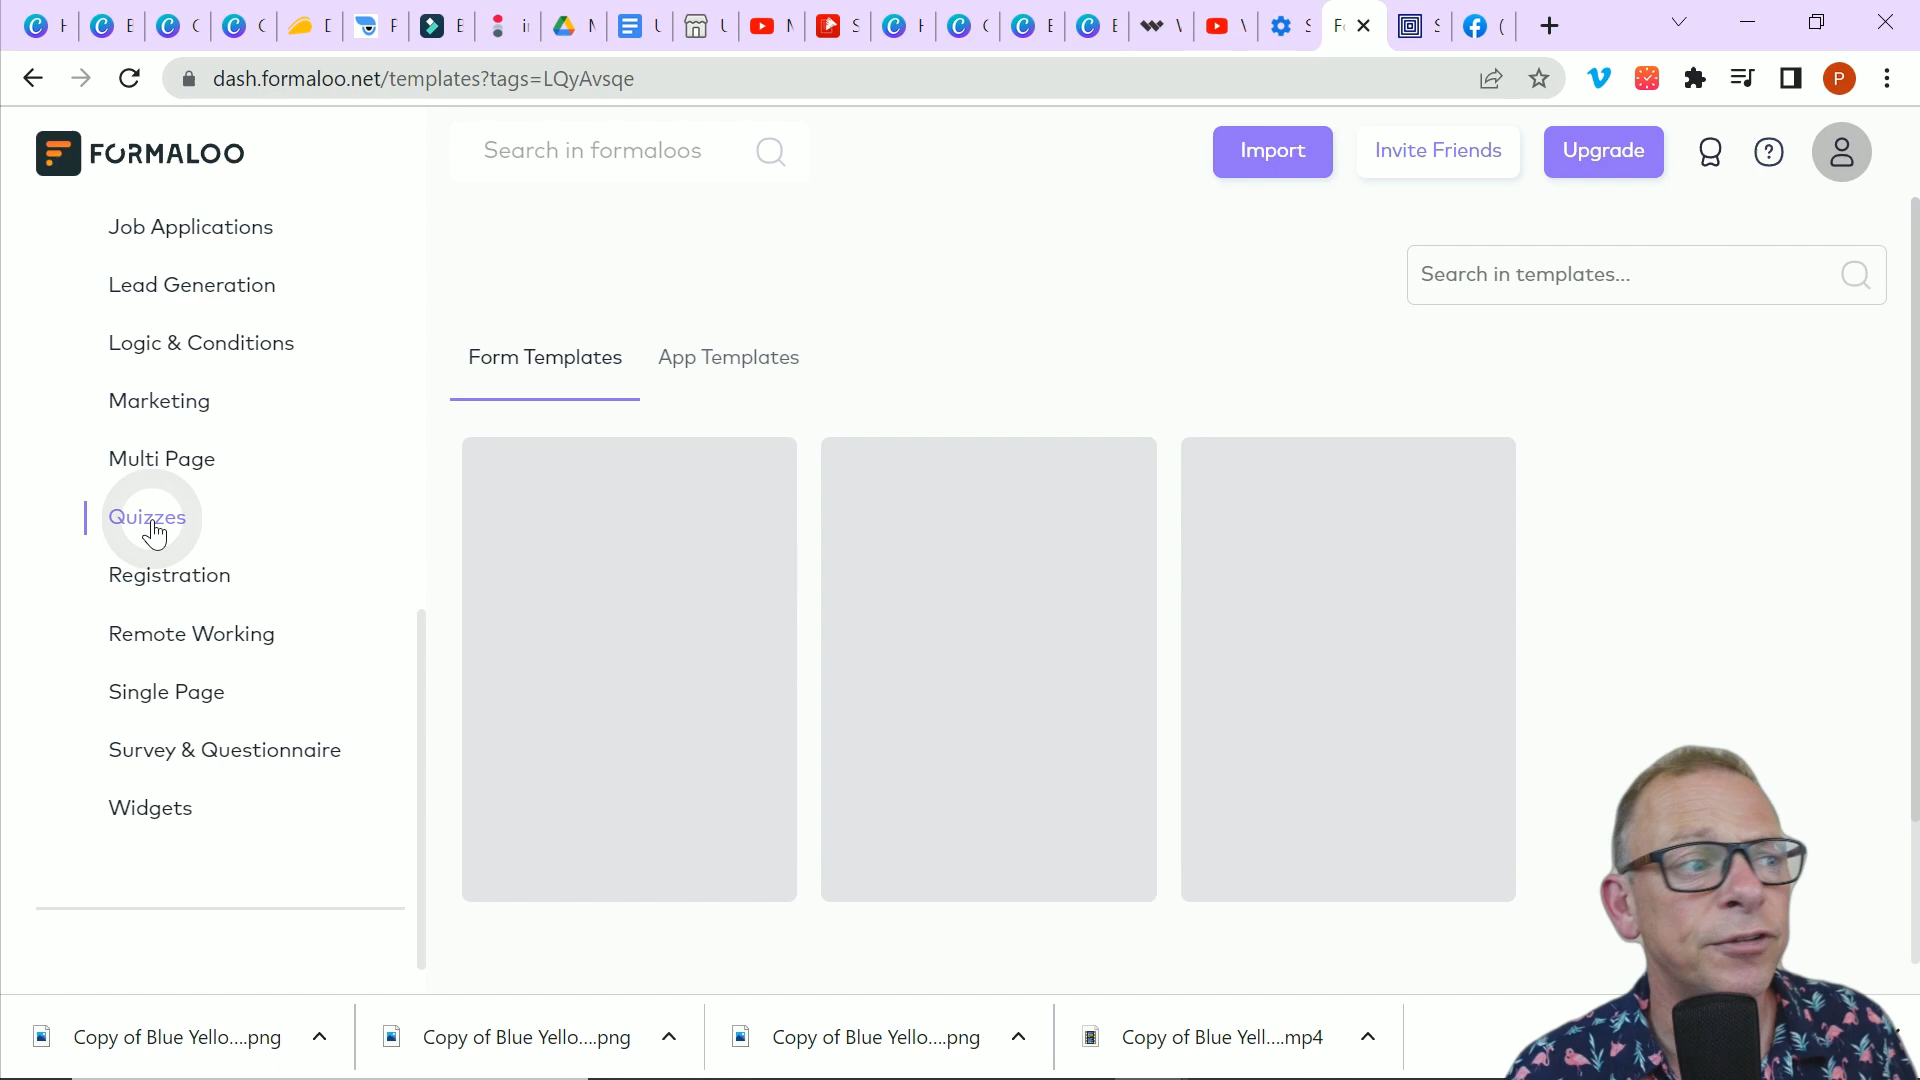 dash.formaloo.net/templates?tags=LQyAvsqe
P
FORMALOO
Search in formaloos
Import
Invite Friends
Upgrade
Job Applications
Lead Generation
Logic & Conditions
Marketing
Multi Page
Quizzes
Registration
Remote Working
Single Page
Survey & Questionnaire
Widgets
Search in templates...
Form Templates
App Templates
Copy of Blue Yello....png
Copy of Blue Yello....png
Copy of Blue Yello....png
Copy of Blue Yell....mp4